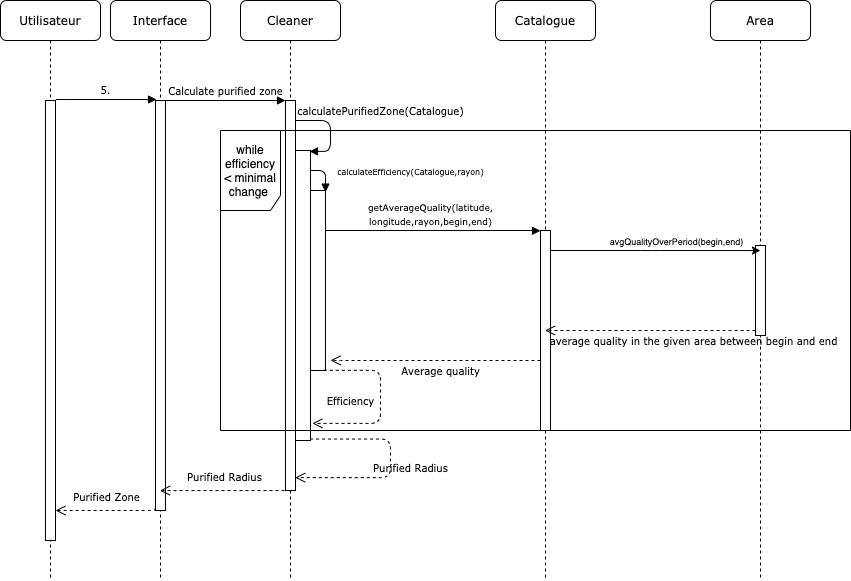 Utilisateur
Interface
Cleaner
Catalogue
Area
5.
Calculate purified zone
calculatePurifiedZone(Catalogue)
while
efficiency
< minimal
change
calculateEfficiency(Catalogue,rayon)
getAverageQuality(latitude,
longitude,rayon,begin,end)
avgQualityOverPeriod(begin,end)
average quality in the given area between begin and end
Average quality
Efficiency
Purified Radius
Purified Radius
Purified Zone